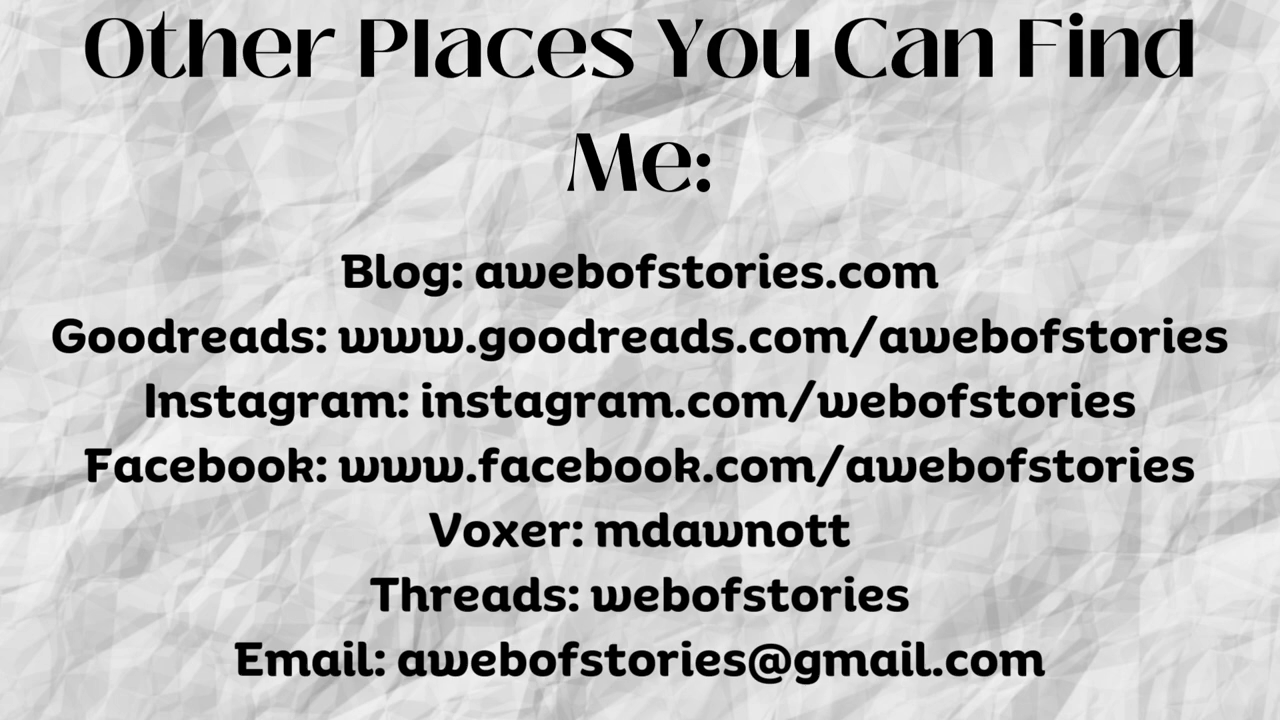 Other Places You Can Find
Me:
Blog: awebofstories.com
Goodreads: www.goodreads.com/awebofstories
Instagram: instagram.com/webofstories
Facebook: www.facebook.com/awebofstories
Voxer: mdawnott
Threads: webofstories
Email: awebofstories@gmail.com